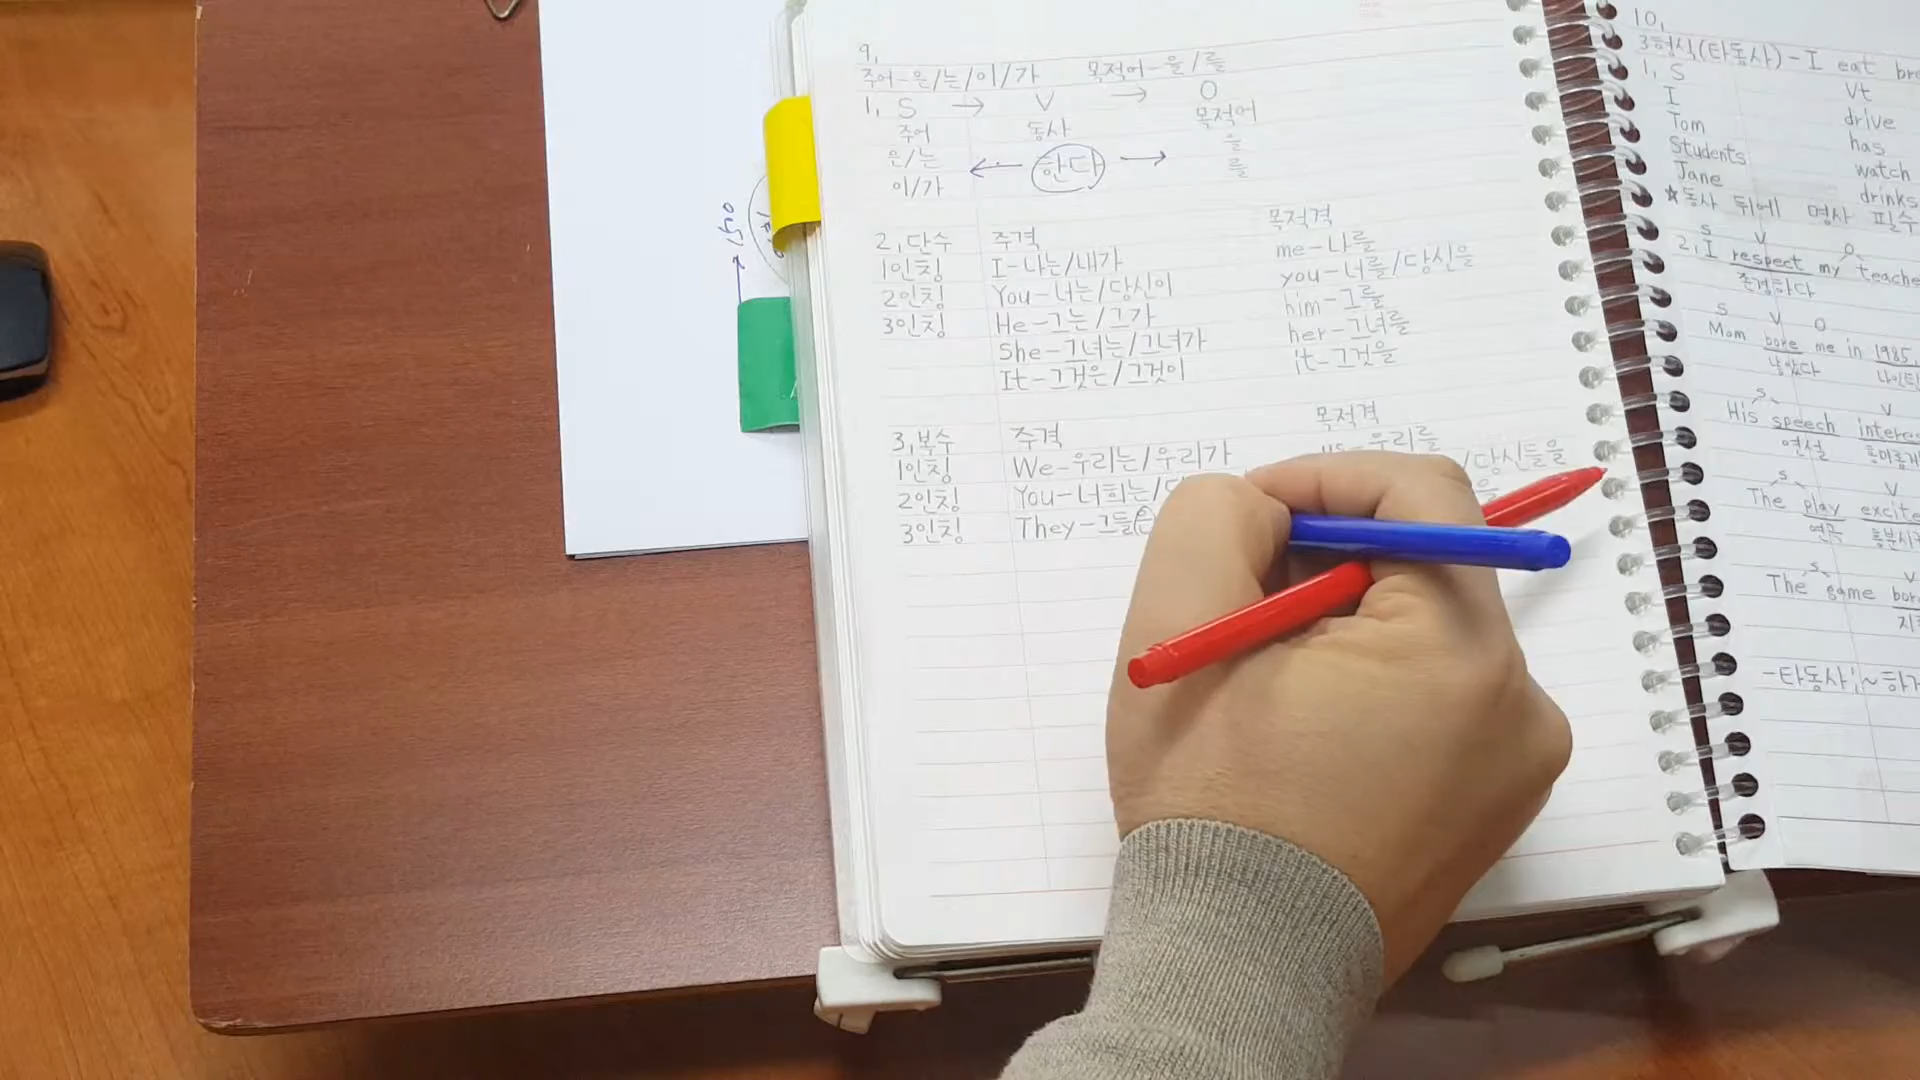 9,
주어-은/는/이/가 목적어-을/를
1, S → V → O
주어 동사 목적어
은/는 ← 한다 → 을
이/가 를
2, 단수 주격 목적격
1인칭 I-나는/내가 me-나를
2인칭 You-너는/당신이 you-너를/당신을
3인칭 He-그는/그가 him-그를
She-그녀는/그녀가 her-그녀를
It-그것은/그것이 it-그것을
3, 복수 주격 목적격
1인칭 We-우리는/우리가 us-우리를
2인칭 You-너희는/ /당신들을
3인칭 They-그들은 을
10,
3형식(타동사)-I eat
1, S Vt
I drive
Tom has
Students watch
Jane drinks
★동사 뒤에 명사 필수
S V O
2, I respect my
존경하다
S V O
Mom bore me in 1985,
낳았다
S V
His speech
연설
S V
The play
연극
S V
The game
-타동사;~하